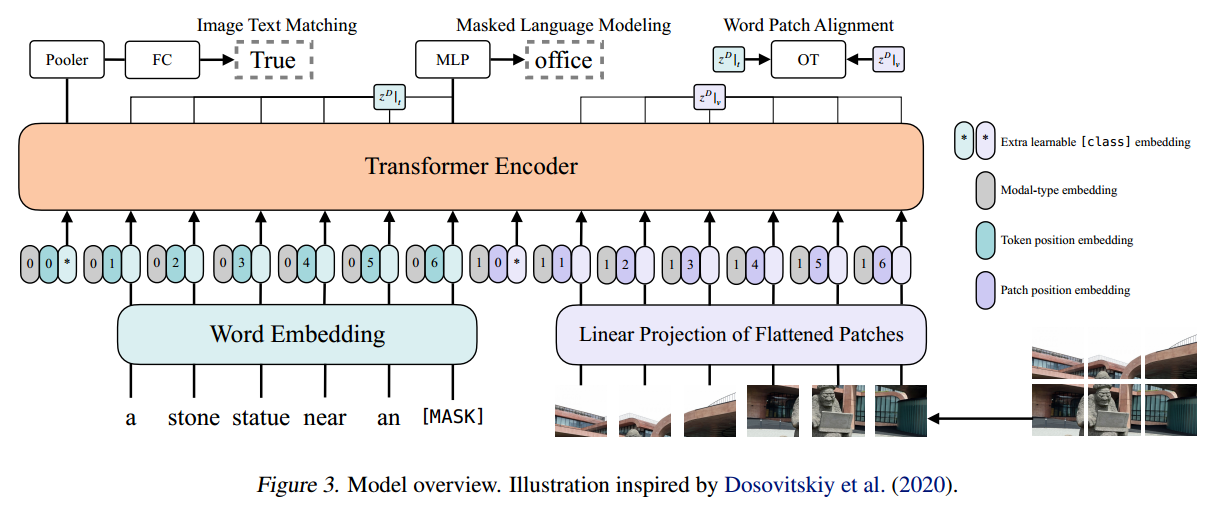 Image Text Matching
Masked Language Modeling
Word Patch Alignment
Pooler
FC
True
MLP
office
z^D|_t
OT
z^D|_v
z^D|_t
z^D|_v
Transformer Encoder
* * Extra learnable [class] embedding
Modal-type embedding
Token position embedding
Patch position embedding
0 0 * 0 1 0 2 0 3 0 4 0 5 0 6 1 0 * 1 1 1 2 1 3 1 4 1 5 1 6
Word Embedding
Linear Projection of Flattened Patches
a stone statue near an [MASK]
Figure 3. Model overview. Illustration inspired by Dosovitskiy et al. (2020).